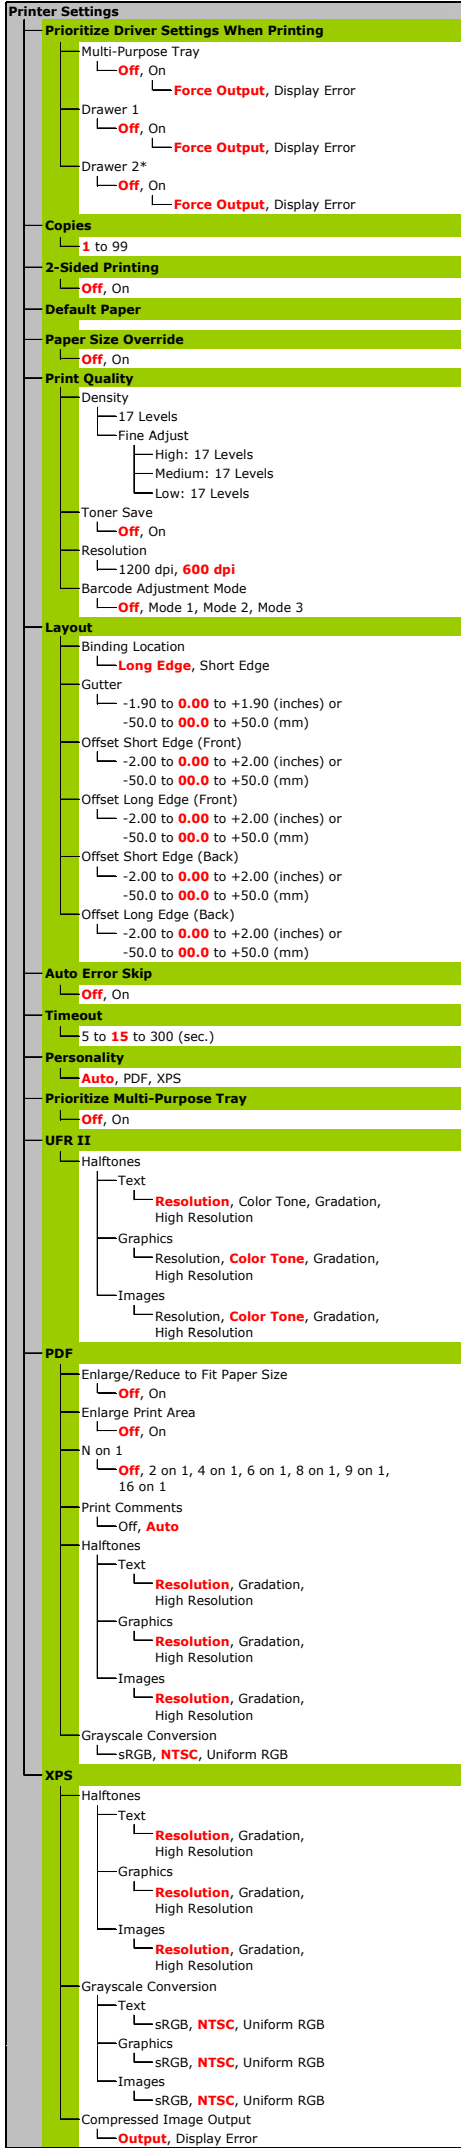 Printer Settings
Prioritize Driver Settings When Printing
Multi-Purpose Tray
Off, On
Force Output, Display Error
Drawer 1
Off, On
Force Output, Display Error
Drawer 2*
Off, On
Force Output, Display Error
Copies
1 to 99
2-Sided Printing
Off, On
Default Paper
Paper Size Override
Off, On
Print Quality
Density
17 Levels
Fine Adjust
High: 17 Levels
Medium: 17 Levels
Low: 17 Levels
Toner Save
Off, On
Resolution
1200 dpi, 600 dpi
Barcode Adjustment Mode
Off, Mode 1, Mode 2, Mode 3
Layout
Binding Location
Long Edge, Short Edge
Gutter
-1.90 to 0.00 to +1.90 (inches) or
-50.0 to 00.0 to +50.0 (mm)
Offset Short Edge (Front)
-2.00 to 0.00 to +2.00 (inches) or
-50.0 to 00.0 to +50.0 (mm)
Offset Long Edge (Front)
-2.00 to 0.00 to +2.00 (inches) or
-50.0 to 00.0 to +50.0 (mm)
Offset Short Edge (Back)
-2.00 to 0.00 to +2.00 (inches) or
-50.0 to 00.0 to +50.0 (mm)
Offset Long Edge (Back)
-2.00 to 0.00 to +2.00 (inches) or
-50.0 to 00.0 to +50.0 (mm)
Auto Error Skip
Off, On
Timeout
5 to 15 to 300 (sec.)
Personality
Auto, PDF, XPS
Prioritize Multi-Purpose Tray
Off, On
UFR II
Halftones
Text
Resolution, Color Tone, Gradation,
High Resolution
Graphics
Resolution, Color Tone, Gradation,
High Resolution
Images
Resolution, Color Tone, Gradation,
High Resolution
PDF
Enlarge/Reduce to Fit Paper Size
Off, On
Enlarge Print Area
Off, On
N on 1
Off, 2 on 1, 4 on 1, 6 on 1, 8 on 1, 9 on 1,
16 on 1
Print Comments
Off, Auto
Halftones
Text
Resolution, Gradation,
High Resolution
Graphics
Resolution, Gradation,
High Resolution
Images
Resolution, Gradation,
High Resolution
Grayscale Conversion
sRGB, NTSC, Uniform RGB
XPS
Halftones
Text
Resolution, Gradation,
High Resolution
Graphics
Resolution, Gradation,
High Resolution
Images
Resolution, Gradation,
High Resolution
Grayscale Conversion
Text
sRGB, NTSC, Uniform RGB
Graphics
sRGB, NTSC, Uniform RGB
Images
sRGB, NTSC, Uniform RGB
Compressed Image Output
Output, Display Error